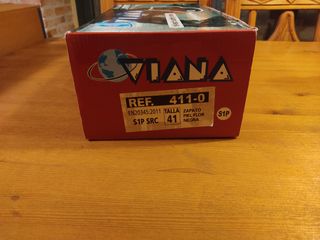 VIANA
REF. 411-0
EN20345:2011 TALLA ZAPATO
S1P SRC 41 PIEL FLOR
NEGRA
S1P